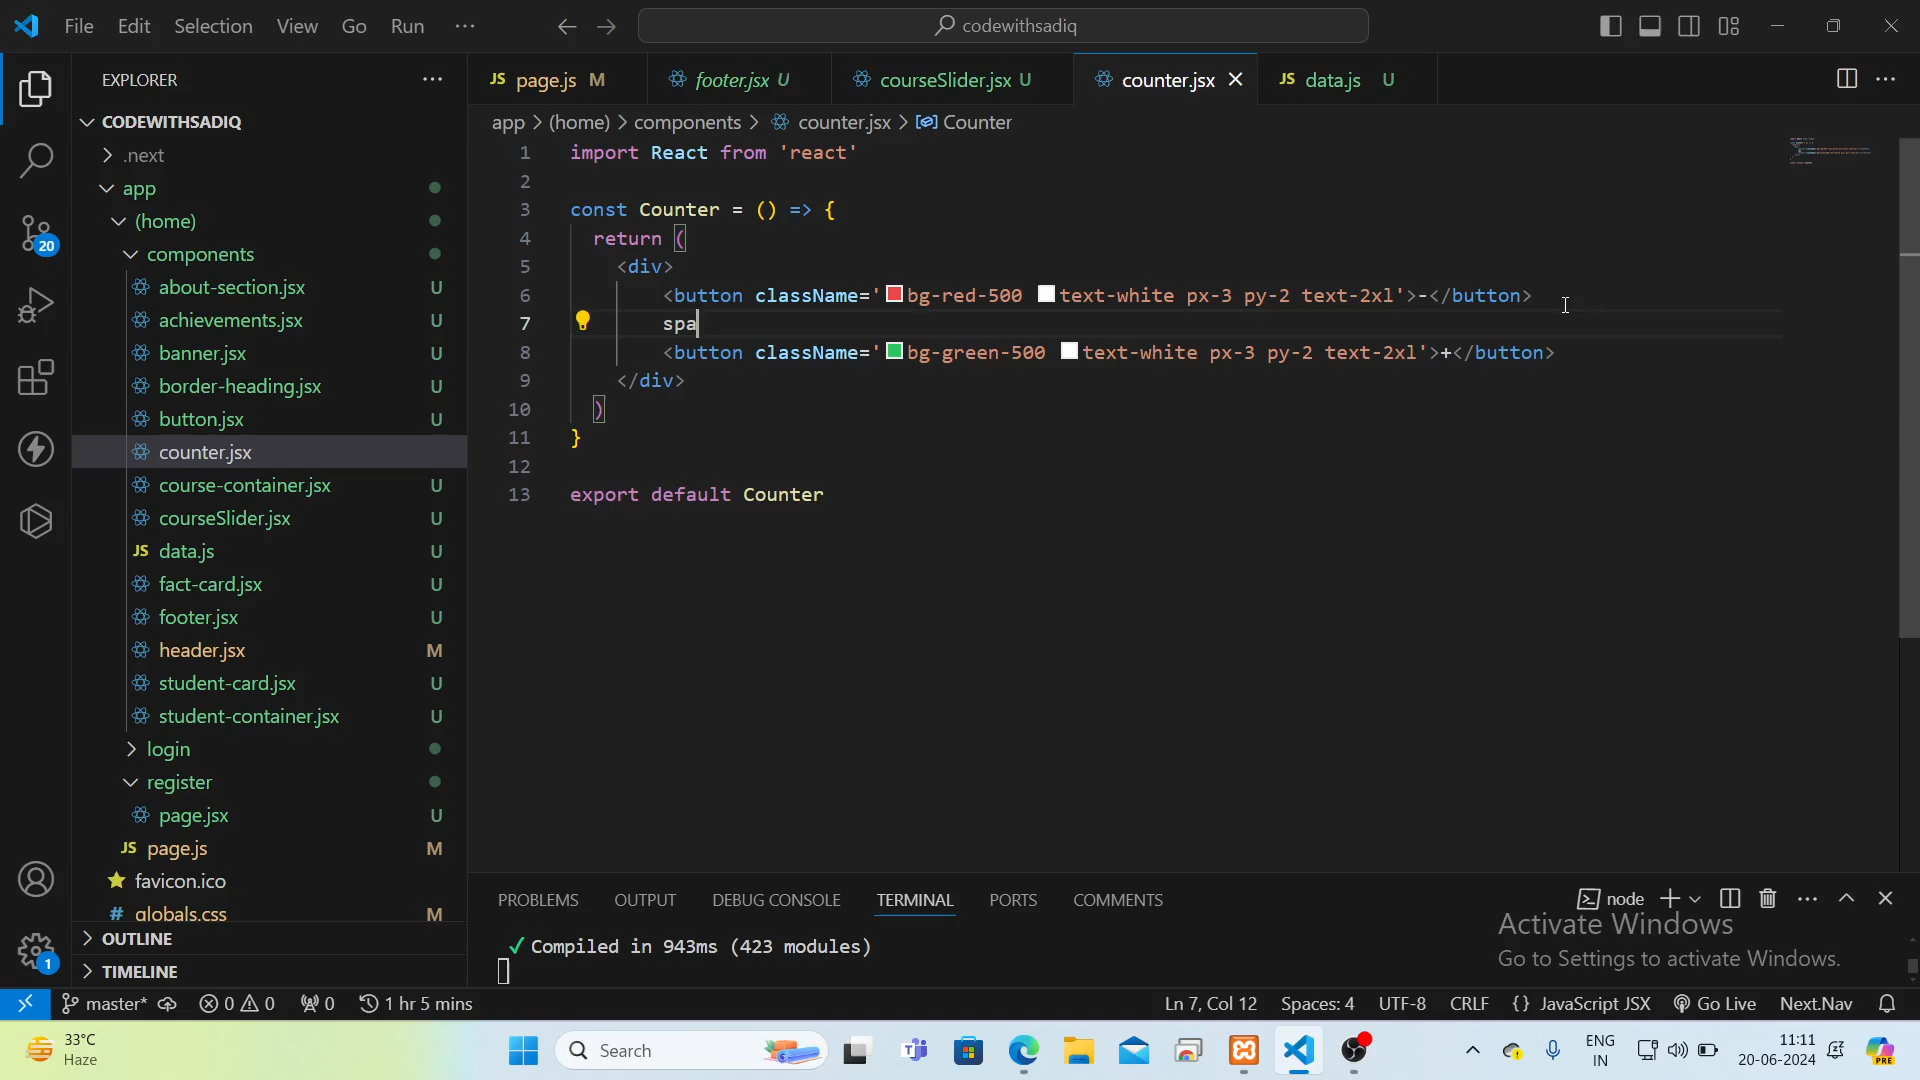 File Edit Selection View Go Run ··· codewithsadiq
EXPLORER ···
CODEWITHSADIQ
.next
app
(home)
components
about-section.jsx U
achievements.jsx U
banner.jsx U
border-heading.jsx U
button.jsx U
counter.jsx
course-container.jsx U
courseSlider.jsx U
JS data.js U
fact-card.jsx U
footer.jsx U
header.jsx M
student-card.jsx U
student-container.jsx U
login
register
page.jsx U
JS page.js M
favicon.ico
# globals.css M
OUTLINE
TIMELINE
20
1
JS page.js M footer.jsx U courseSlider.jsx U counter.jsx JS data.js U
app > (home) > components > counter.jsx > Counter
1 import React from 'react'
2
3 const Counter = () => {
4 return (
5 <div>
6 <button className='bg-red-500 text-white px-3 py-2 text-2xl'>-</button>
7 spa
8 <button className='bg-green-500 text-white px-3 py-2 text-2xl'>+</button>
9 </div>
10 )
11 }
12
13 export default Counter
PROBLEMS OUTPUT DEBUG CONSOLE TERMINAL PORTS COMMENTS node
✓ Compiled in 943ms (423 modules)
Activate Windows
Go to Settings to activate Windows.
master* 0 0 0 1 hr 5 mins Ln 7, Col 12 Spaces: 4 UTF-8 CRLF {} JavaScript JSX Go Live Next.Nav
33°C
Haze
Search
ENG
IN
11:11
20-06-2024
PRE